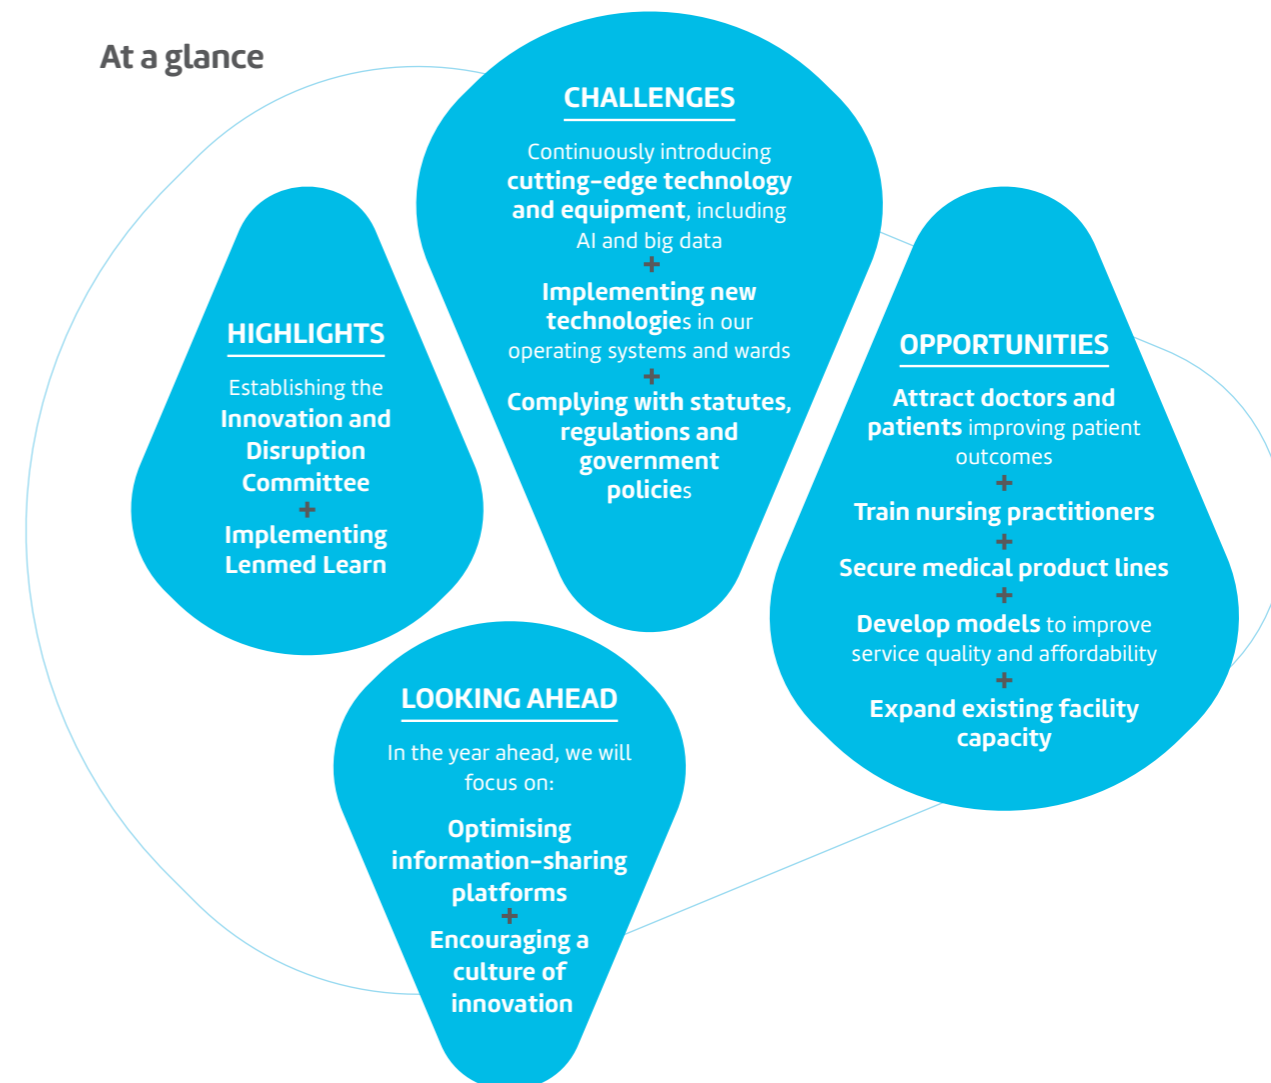 At a glance
HIGHLIGHTS
Establishing the
Innovation and
Disruption
Committee
+
Implementing
Lenmed Learn
CHALLENGES
Continuously introducing
cutting-edge technology
and equipment, including
AI and big data
+
Implementing new
technologies in our
operating systems and wards
+
Complying with statutes,
regulations and
government
policies
OPPORTUNITIES
Attract doctors and
patients improving patient
outcomes
+
Train nursing practitioners
+
Secure medical product lines
+
Develop models to improve
service quality and affordability
+
Expand existing facility
capacity
LOOKING AHEAD
In the year ahead, we will
focus on:
Optimising
information-sharing
platforms
+
Encouraging a
culture of
innovation